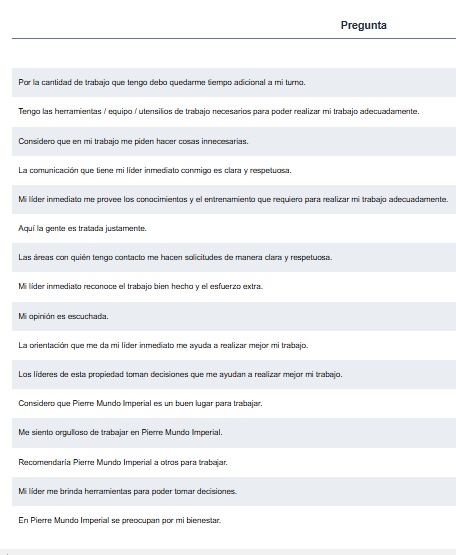 Pregunta
Por la cantidad de trabajo que tengo debo quedarme tiempo adicional a mi turno.
Tengo las herramientas / equipo / utensilios de trabajo necesarios para poder realizar mi trabajo adecuadamente.
Considero que en mi trabajo me piden hacer cosas innecesarias.
La comunicación que tiene mi líder inmediato conmigo es clara y respetuosa.
Mi líder inmediato me provee los conocimientos y el entrenamiento que requiero para realizar mi trabajo adecuadamente.
Aquí la gente es tratada justamente.
Las áreas con quién tengo contacto me hacen solicitudes de manera clara y respetuosa.
Mi líder inmediato reconoce el trabajo bien hecho y el esfuerzo extra.
Mi opinión es escuchada.
La orientación que me da mi líder inmediato me ayuda a realizar mejor mi trabajo.
Los líderes de esta propiedad toman decisiones que me ayudan a realizar mejor mi trabajo.
Considero que Pierre Mundo Imperial es un buen lugar para trabajar.
Me siento orgulloso de trabajar en Pierre Mundo Imperial.
Recomendaría Pierre Mundo Imperial a otros para trabajar.
Mi líder me brinda herramientas para poder tomar decisiones.
En Pierre Mundo Imperial se preocupan por mi bienestar.